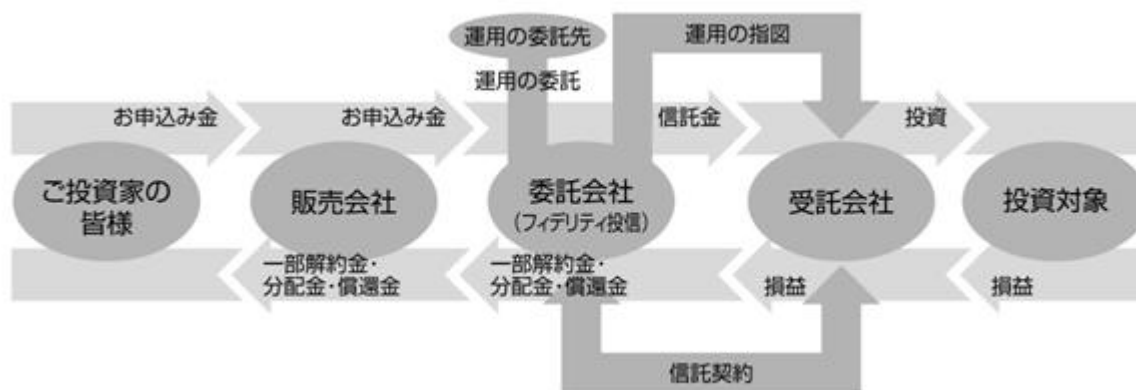 運用の委託先
運用の指図
運用の委託
お申込み金
お申込み金
信託金
投資
ご投資家の
皆様
販売会社
委託会社
(フィデリティ投信)
受託会社
投資対象
一部解約金・
分配金・償還金
一部解約金・
分配金・償還金
損益
損益
信託契約